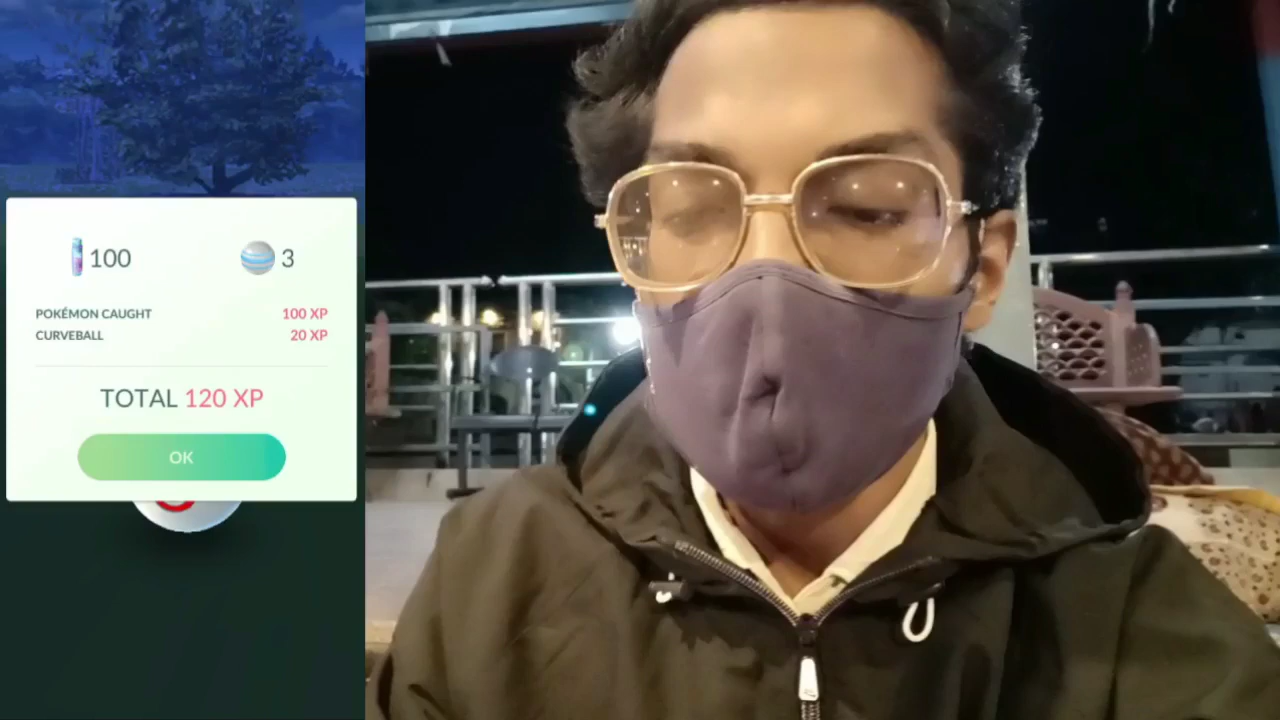 100
3
POKÉMON CAUGHT 100 XP
CURVEBALL 20 XP
TOTAL 120 XP
OK